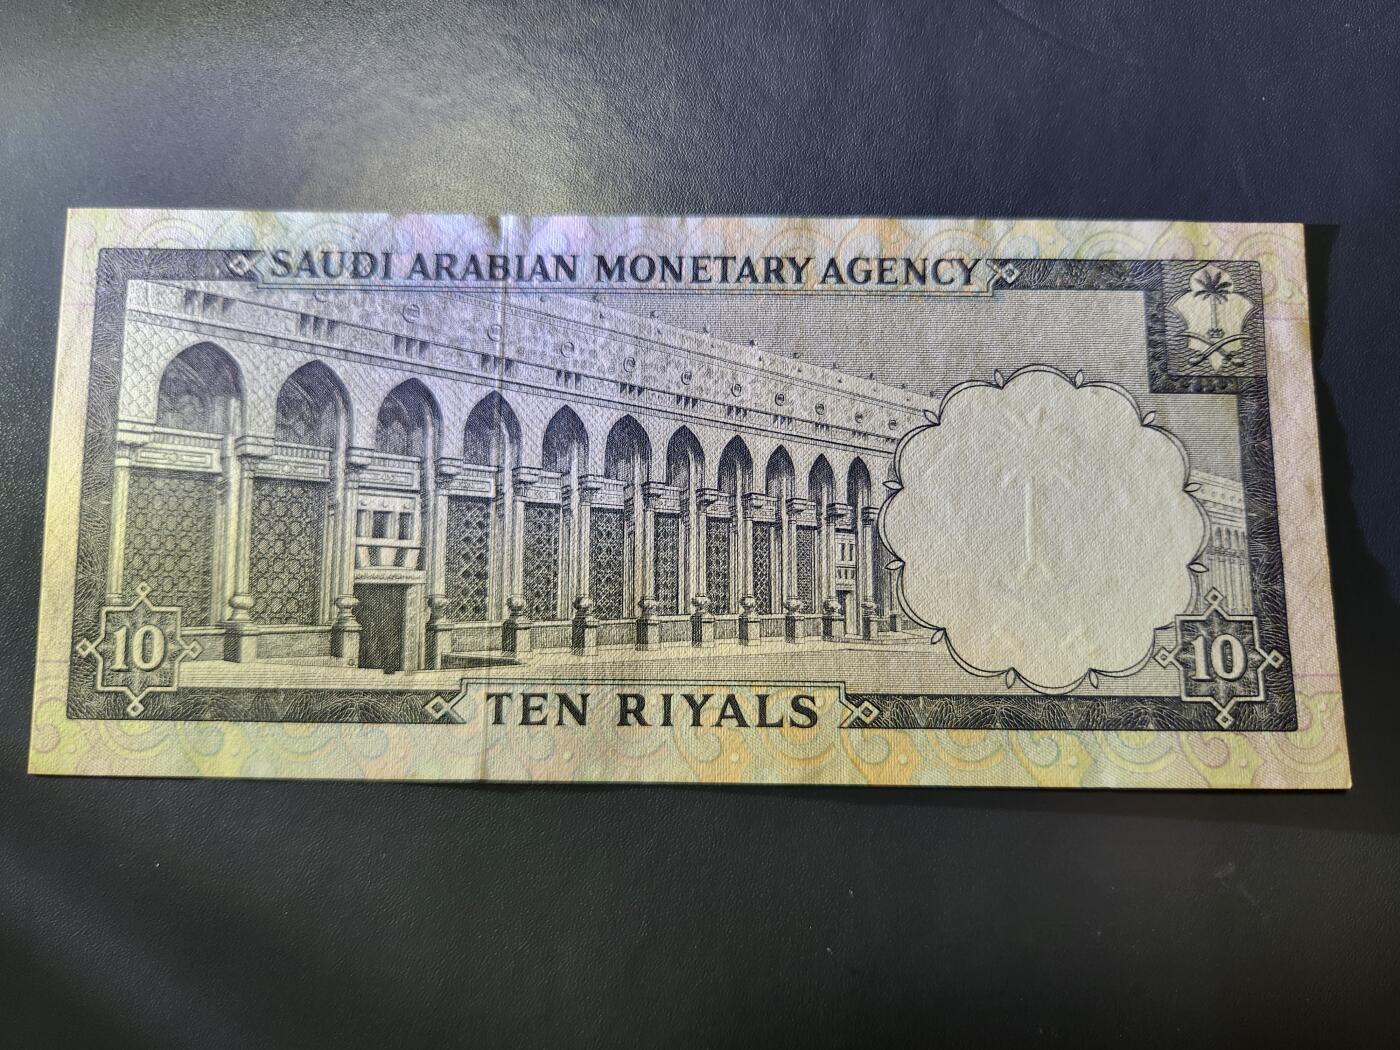 SAUDI ARABIAN MONETARY AGENCY
10
10
TEN RIYALS